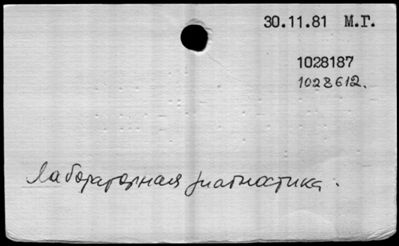 30.11.81 М.Г.
1028187
1028612.
Лабораторная диагностика.